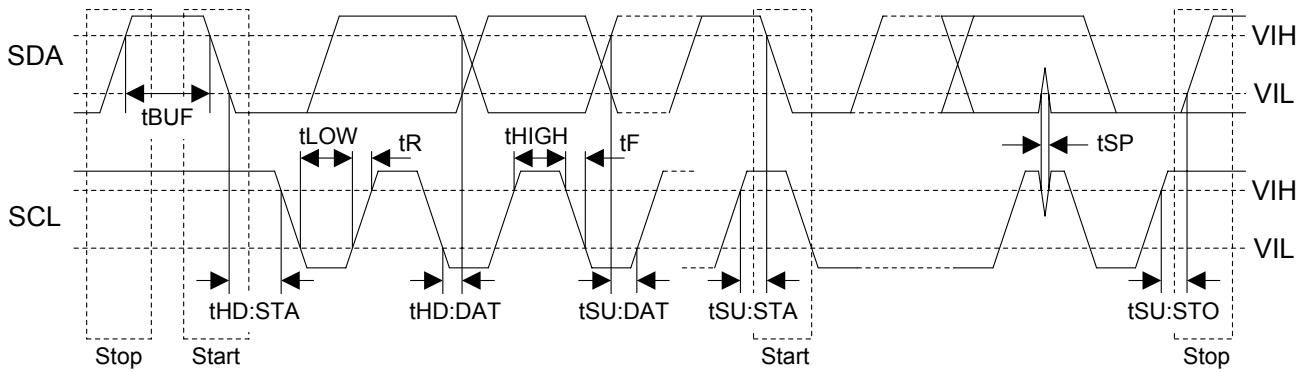 SDA
VIH
VIL
tBUF
tLOW
tR
tHIGH
tF
tSP
SCL
VIH
VIL
tHD:STA
tHD:DAT
tSU:DAT
tSU:STA
tSU:STO
Stop
Start
Start
Stop